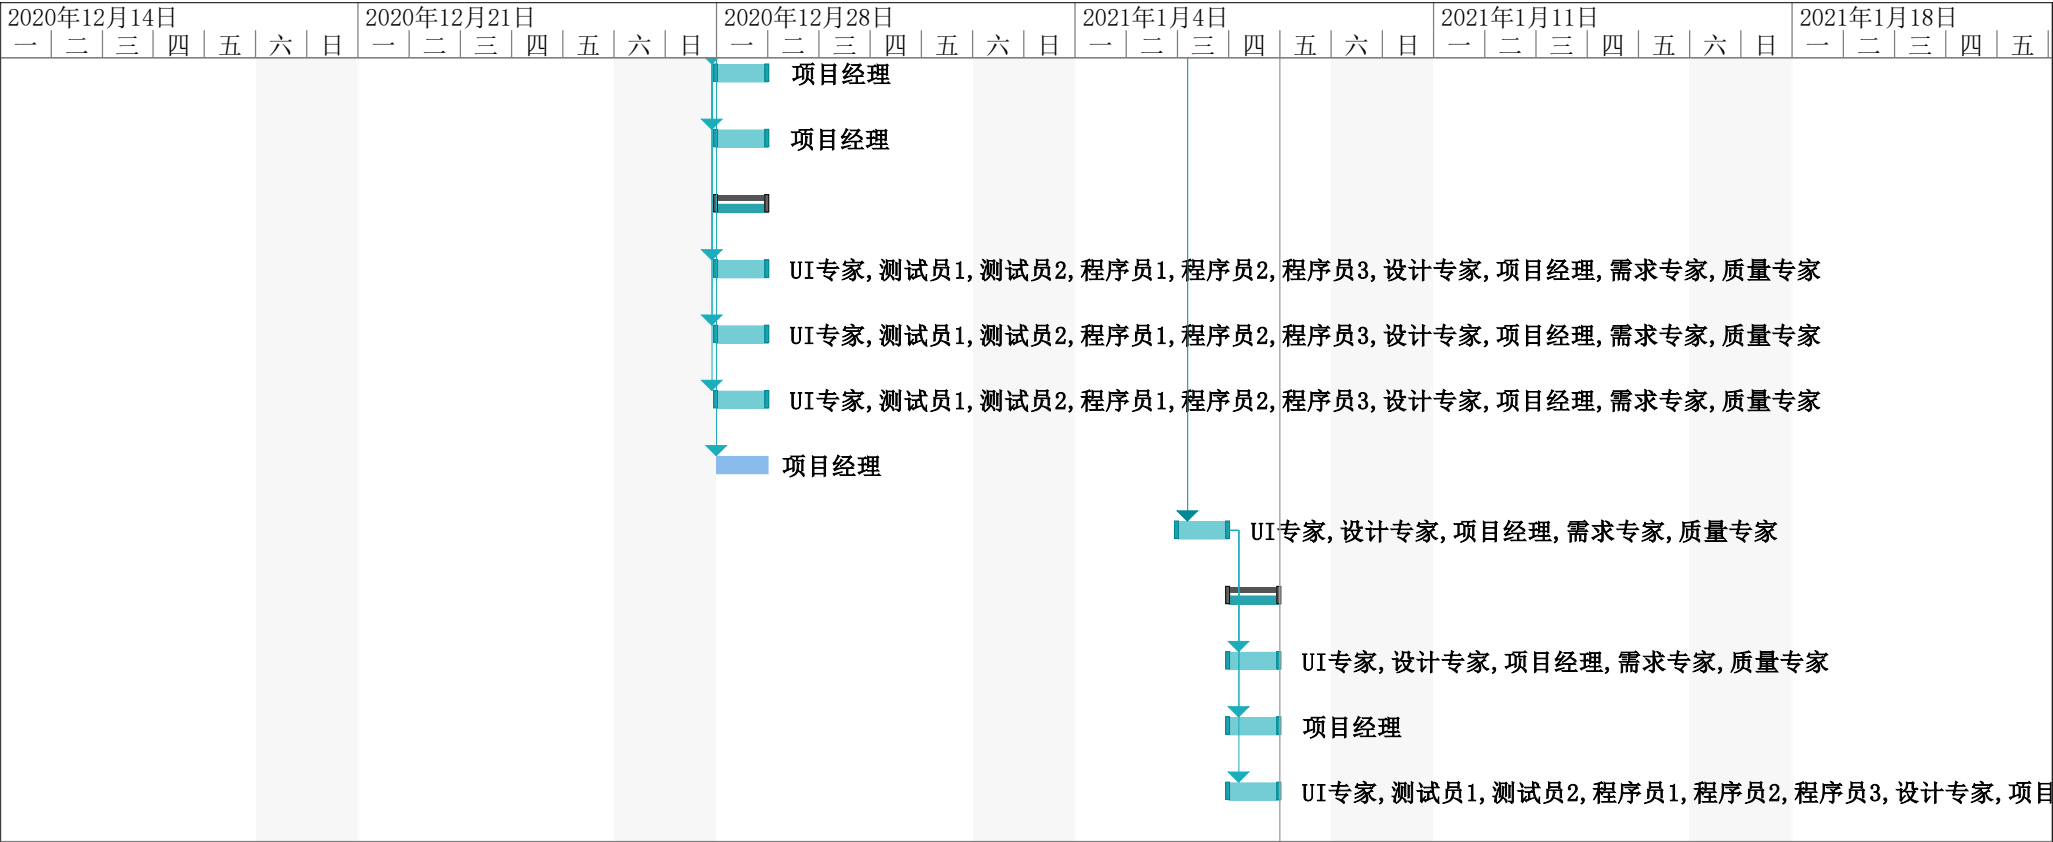 2020年12月14日 2020年12月21日 2020年12月28日 2021年1月4日 2021年1月11日 2021年1月18日
一 二 三 四 五 六 日 一 二 三 四 五 六 日 一 二 三 四 五 六 日 一 二 三 四 五 六 日 一 二 三 四 五 六 日 一 二 三 四 五
项目经理
项目经理
UI专家,测试员1,测试员2,程序员1,程序员2,程序员3,设计专家,项目经理,需求专家,质量专家
UI专家,测试员1,测试员2,程序员1,程序员2,程序员3,设计专家,项目经理,需求专家,质量专家
UI专家,测试员1,测试员2,程序员1,程序员2,程序员3,设计专家,项目经理,需求专家,质量专家
项目经理
UI专家,设计专家,项目经理,需求专家,质量专家
UI专家,设计专家,项目经理,需求专家,质量专家
项目经理
UI专家,测试员1,测试员2,程序员1,程序员2,程序员3,设计专家,项目